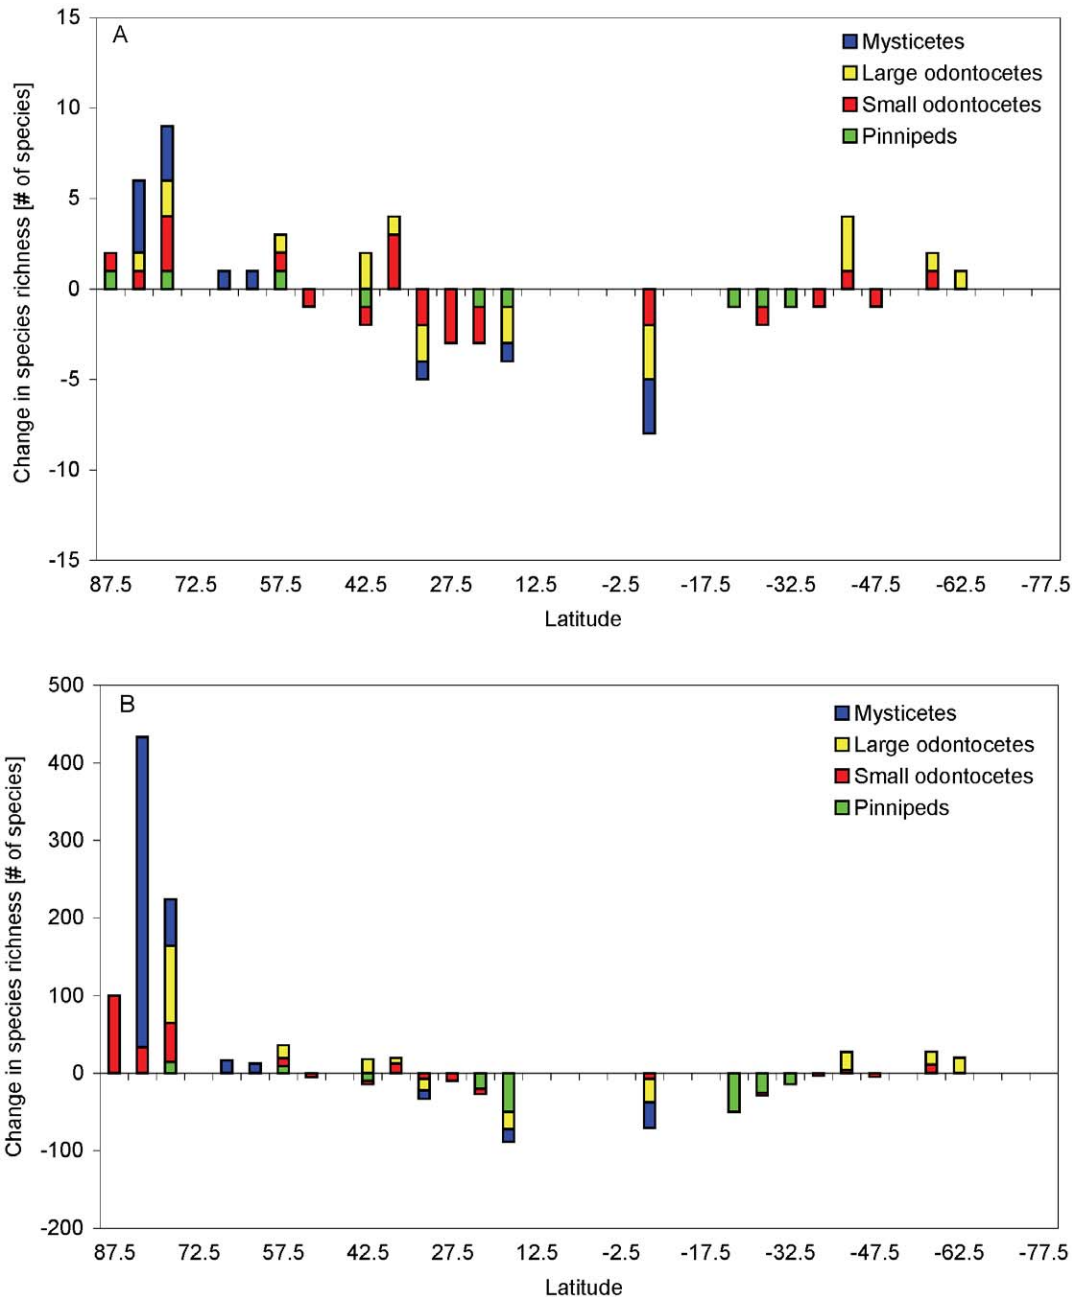 A
Mysticetes
Large odontocetes
Small odontocetes
Pinnipeds
Change in species richness [# of species]
15
10
5
0
-5
-10
-15
87.5 72.5 57.5 42.5 27.5 12.5 -2.5 -17.5 -32.5 -47.5 -62.5 -77.5
Latitude
B
Mysticetes
Large odontocetes
Small odontocetes
Pinnipeds
Change in species richness [# of species]
500
400
300
200
100
0
-100
-200
87.5 72.5 57.5 42.5 27.5 12.5 -2.5 -17.5 -32.5 -47.5 -62.5 -77.5
Latitude